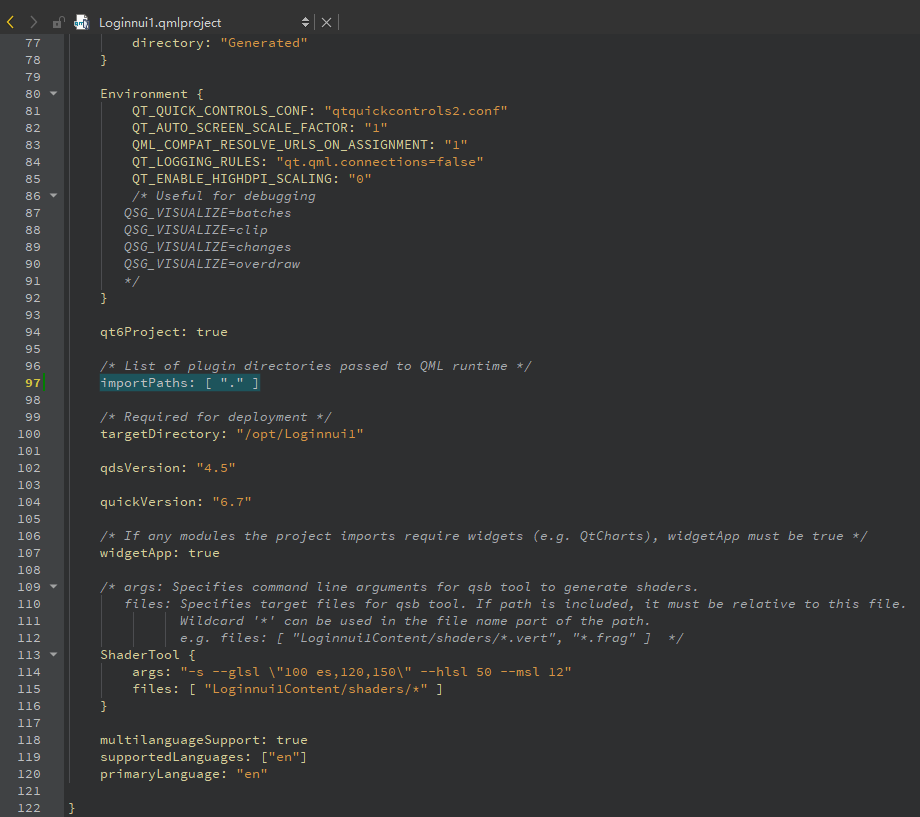 Loginnui1.qmlproject
77 directory: "Generated"
78 }
79
80 Environment {
81 QT_QUICK_CONTROLS_CONF: "qtquickcontrols2.conf"
82 QT_AUTO_SCREEN_SCALE_FACTOR: "1"
83 QML_COMPAT_RESOLVE_URLS_ON_ASSIGNMENT: "1"
84 QT_LOGGING_RULES: "qt.qml.connections=false"
85 QT_ENABLE_HIGHDPI_SCALING: "0"
86 /* Useful for debugging
87 QSG_VISUALIZE=batches
88 QSG_VISUALIZE=clip
89 QSG_VISUALIZE=changes
90 QSG_VISUALIZE=overdraw
91 */
92 }
93
94 qt6Project: true
95
96 /* List of plugin directories passed to QML runtime */
97 importPaths: [ "." ]
98
99 /* Required for deployment */
100 targetDirectory: "/opt/Loginnui1"
101
102 qdsVersion: "4.5"
103
104 quickVersion: "6.7"
105
106 /* If any modules the project imports require widgets (e.g. QtCharts), widgetApp must be true */
107 widgetApp: true
108
109 /* args: Specifies command line arguments for qsb tool to generate shaders.
110 files: Specifies target files for qsb tool. If path is included, it must be relative to this file.
111 Wildcard '*' can be used in the file name part of the path.
112 e.g. files: [ "Loginnui1Content/shaders/*.vert", "*.frag" ] */
113 ShaderTool {
114 args: "-s --glsl \"100 es,120,150\" --hlsl 50 --msl 12"
115 files: [ "Loginnui1Content/shaders/*" ]
116 }
117
118 multilanguageSupport: true
119 supportedLanguages: ["en"]
120 primaryLanguage: "en"
121
122 }